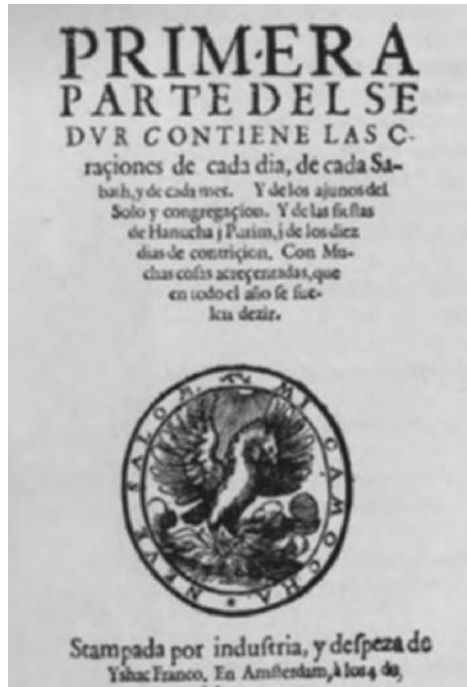 PRIM·ERA
PARTE DEL SE
DVR CONTIENE LAS O-
raçiones de cada dia, de cada Sa-
bath, y de cada mes. Y de los ajunos del
Solo y congregaçion. Y de las fiestas
de Hanucha j Purim, j de los diez
dias de contriçion. Con Mu-
chas cosas acreçentadas, que
en todo el año se sue-
len dezir.
MI CAMOCHA * NEVE SALOM.
Stampada por industria, y despeza de
Yshac Franco, En Amsterdam, à los 4 de,